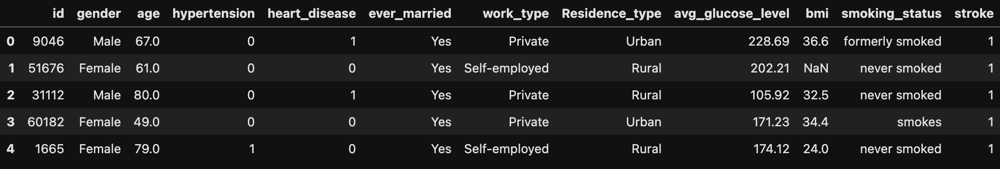 id gender age hypertension heart_disease ever_married work_type Residence_type avg_glucose_level bmi smoking_status stroke
0 9046 Male 67.0 0 1 Yes Private Urban 228.69 36.6 formerly smoked 1
1 51676 Female 61.0 0 0 Yes Self-employed Rural 202.21 NaN never smoked 1
2 31112 Male 80.0 0 1 Yes Private Rural 105.92 32.5 never smoked 1
3 60182 Female 49.0 0 0 Yes Private Urban 171.23 34.4 smokes 1
4 1665 Female 79.0 1 0 Yes Self-employed Rural 174.12 24.0 never smoked 1